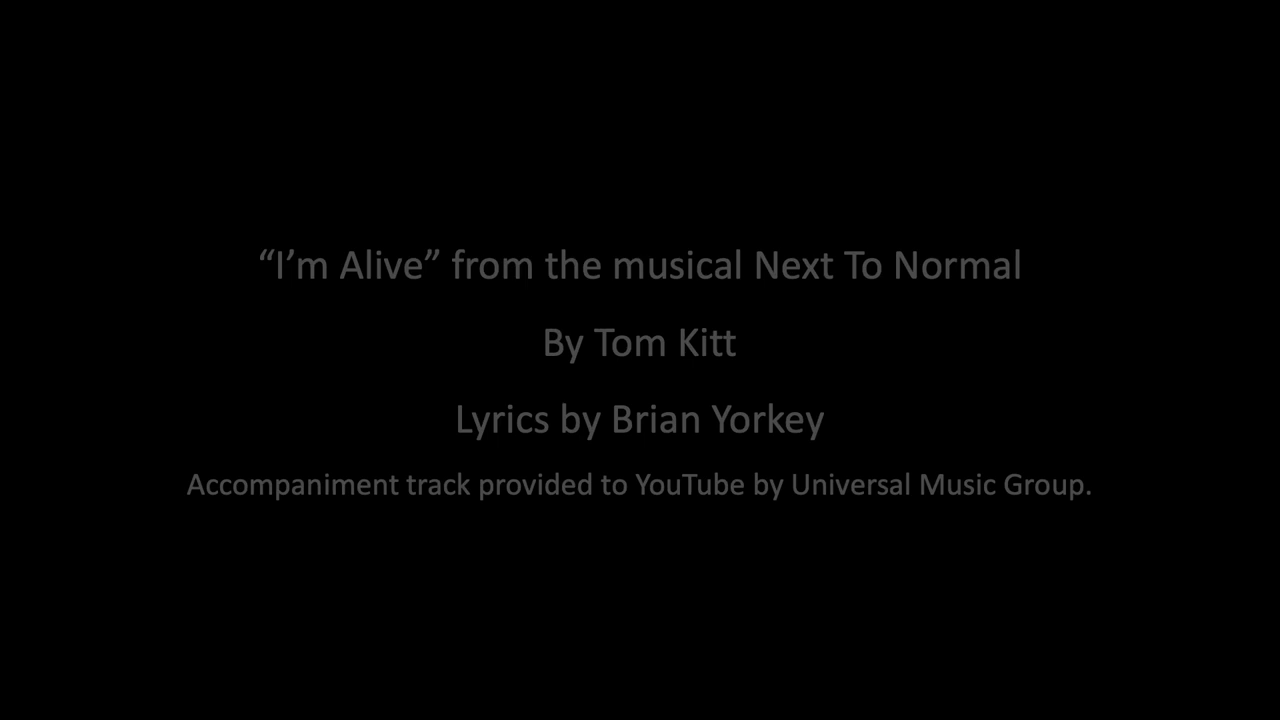 “I’m Alive” from the musical Next To Normal
By Tom Kitt
Lyrics by Brian Yorkey
Accompaniment track provided to YouTube by Universal Music Group.